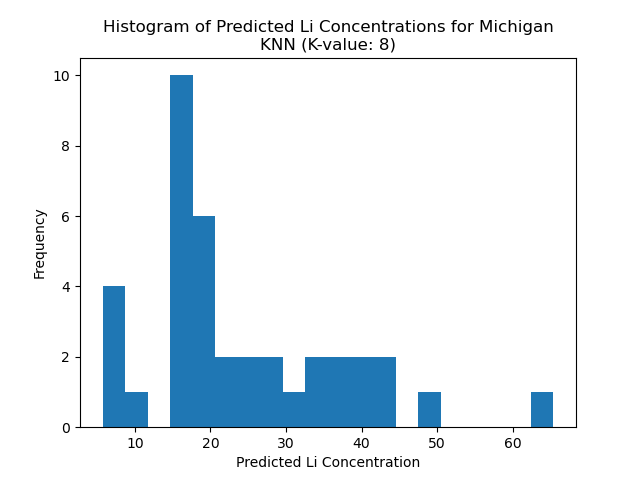 Histogram of Predicted Li Concentrations for Michigan
KNN (K-value: 8)
10
8
6
4
2
0
Frequency
10 20 30 40 50 60
Predicted Li Concentration